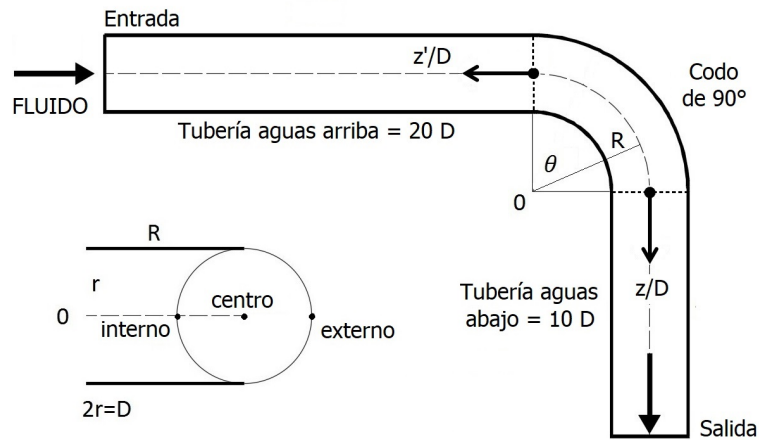 Entrada
z'/D
FLUIDO
Tubería aguas arriba = 20 D
Codo
de 90°
R
θ
0
R
r
0
centro
interno
externo
2r=D
Tubería aguas
abajo = 10 D
z/D
Salida